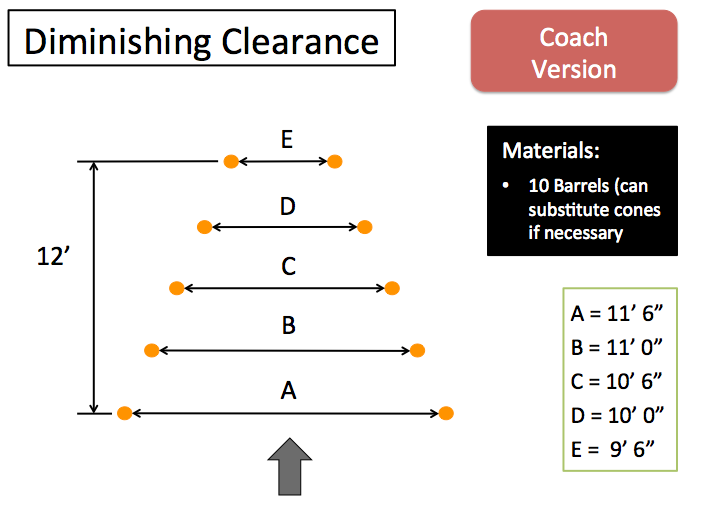 Diminishing Clearance
Coach
Version
Materials:
• 10 Barrels (can
substitute cones
if necessary
E
D
12’
C
B
A
A = 11’ 6”
B = 11’ 0”
C = 10’ 6”
D = 10’ 0”
E =  9’ 6”